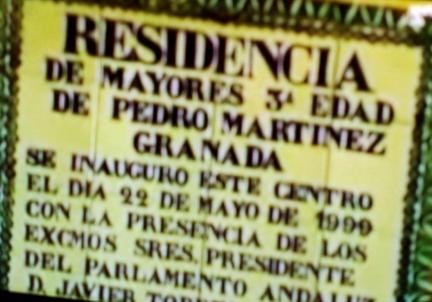 RESIDENCIA
DE MAYORES 3ª EDAD
DE PEDRO MARTINEZ
GRANADA
SE INAUGURO ESTE CENTRO
EL DIA 22 DE MAYO DE 1999
CON LA PRESENCIA DE LOS
EXCMOS SRES. PRESIDENTE
DEL PARLAMENTO
D. JAVIER